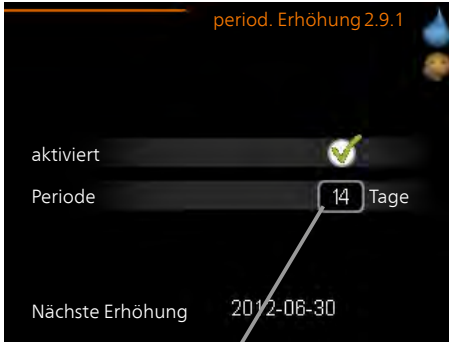 period. Erhöhung 2.9.1
aktiviert
Periode 14 Tage
Nächste Erhöhung 2012-06-30